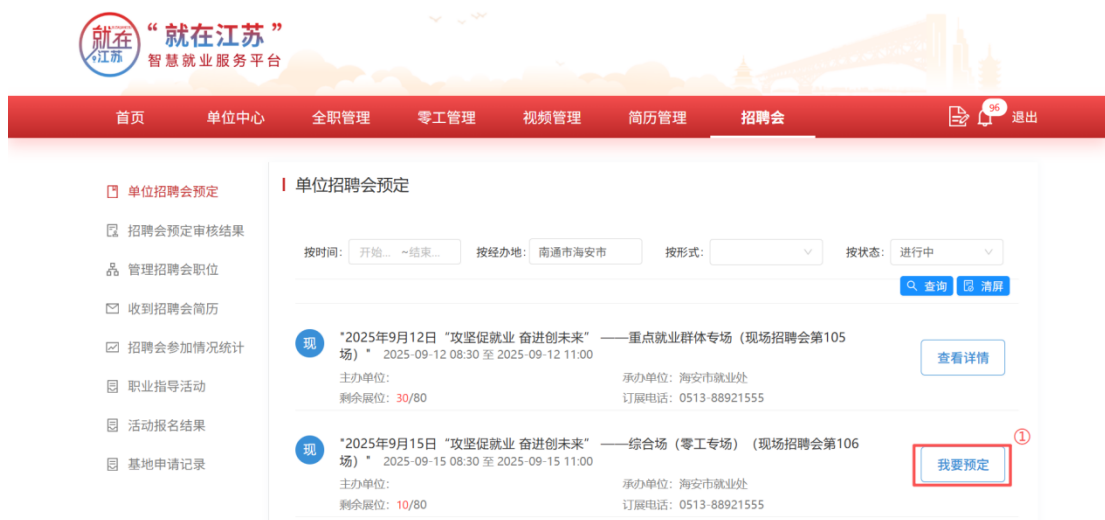 就在
江苏
“就在江苏”
智慧就业服务平台
首页 单位中心 全职管理 零工管理 视频管理 简历管理 招聘会 96 退出
单位招聘会预定
招聘会预定审核结果
管理招聘会职位
收到招聘会简历
招聘会参加情况统计
职业指导活动
活动报名结果
基地申请记录
单位招聘会预定
按时间: 开始... ~结束... 按经办地: 南通市海安市 按形式: 按状态: 进行中
查询 清屏
现
"2025年9月12日“攻坚促就业 奋进创未来” ——重点就业群体专场（现场招聘会第105
场）" 2025-09-12 08:30 至 2025-09-12 11:00
主办单位: 承办单位: 海安市就业处
剩余展位: 30/80 订展电话: 0513-88921555
查看详情
现
"2025年9月15日“攻坚促就业 奋进创未来” ——综合场（零工专场）（现场招聘会第106
场）" 2025-09-15 08:30 至 2025-09-15 11:00
主办单位: 承办单位: 海安市就业处
剩余展位: 10/80 订展电话: 0513-88921555
①
我要预定